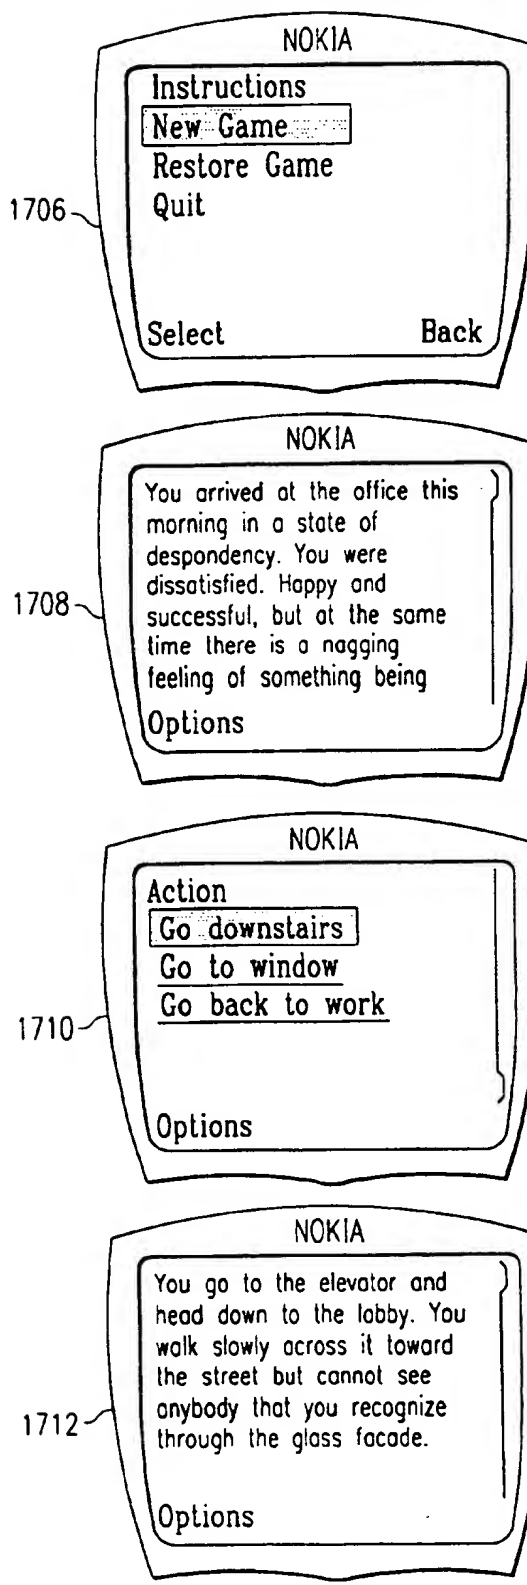 NOKIA
Instructions
New Game
Restore Game
Quit
1706
Select Back
NOKIA
You arrived at the office this
morning in a state of
despondency. You were
dissatisfied. Happy and
1708
successful, but at the same
time there is a nagging
feeling of something being
Options
NOKIA
Action
Go downstairs
Go to window
Go back to work
1710
Options
NOKIA
You go to the elevator and
head down to the lobby. You
walk slowly across it toward
the street but cannot see
anybody that you recognize
1712
through the glass facade.
Options